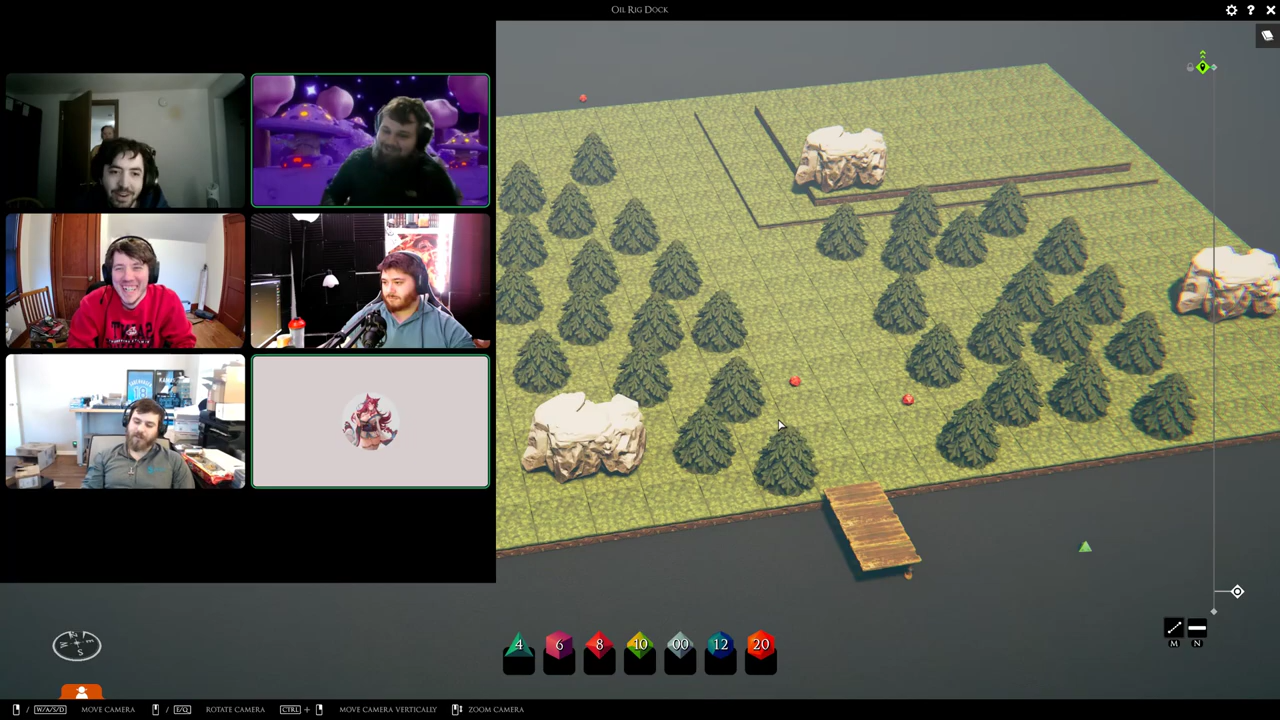 OIL RIG DOCK
?
18
4
6
8
10
00
12
20
S
M
N
/ W/A/S/D MOVE CAMERA
/ E/Q ROTATE CAMERA
CTRL + MOVE CAMERA VERTICALLY
ZOOM CAMERA